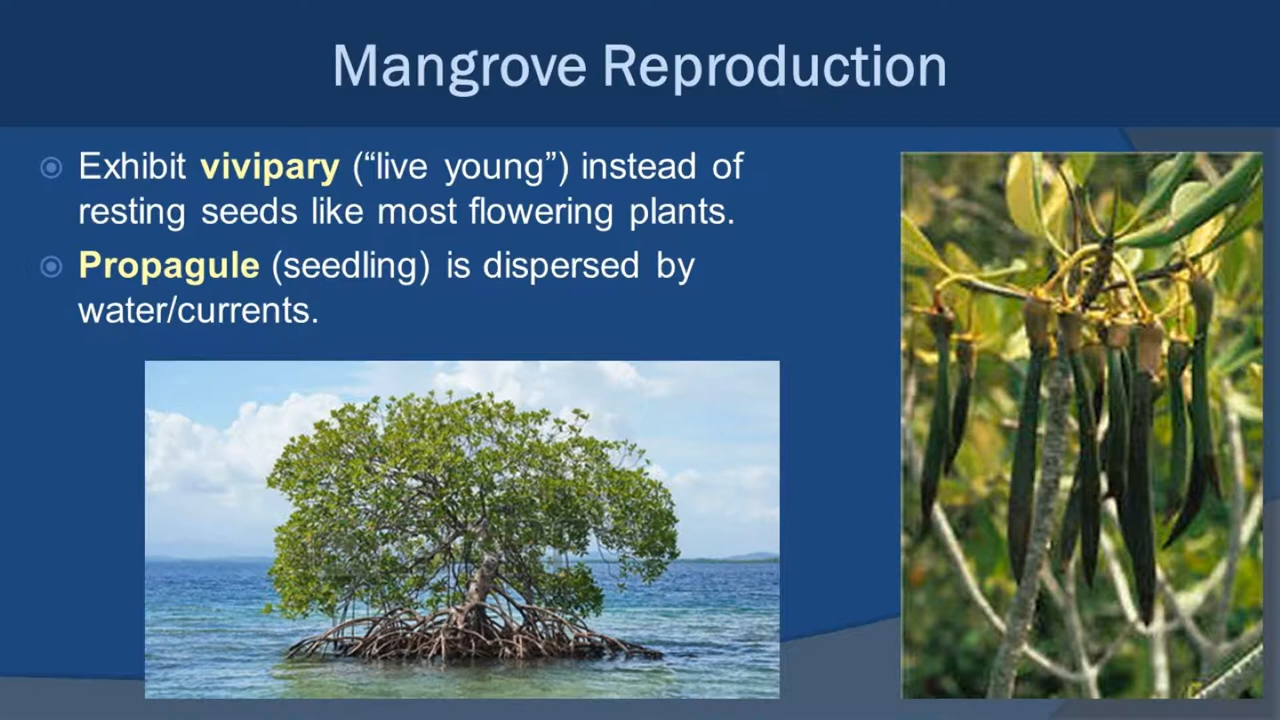 Mangrove Reproduction
Exhibit vivipary (“live young”) instead of
resting seeds like most flowering plants.
Propagule (seedling) is dispersed by
water/currents.